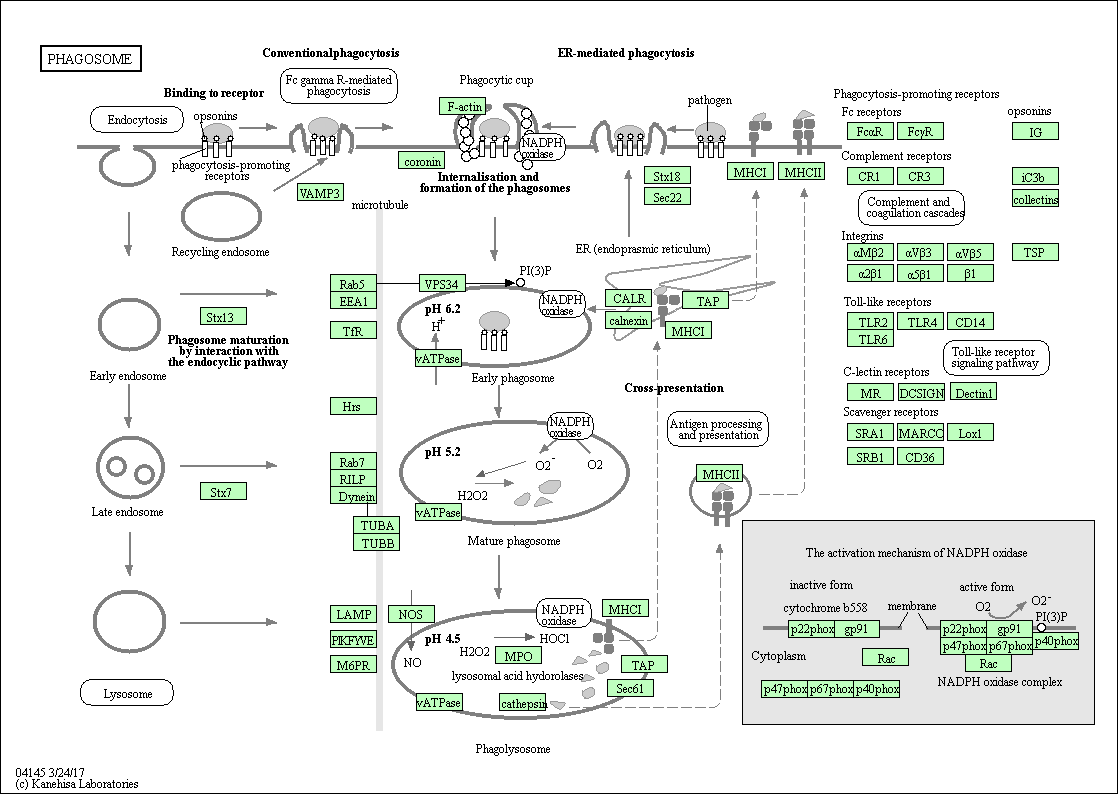 PHAGOSOME
Conventionalphagocytosis
ER-mediated phagocytosis
Fc gamma R-mediated
phagocytosis
Phagocytic cup
Binding to receptor
Endocytosis
opsonins
F-actin
pathogen
NADPH
oxidase
coronin
phagocytosis-promoting
receptors
Internalisation and
formation of the phagosomes
VAMP3
Stx18
Sec22
MHCI
MHCII
microtubule
Recycling endosome
ER (endoprasmic reticulum)
PI(3)P
Rab5
EEA1
VPS34
NADPH
oxidase
CALR
TAP
calnexin
MHCI
pH 6.2
H+
Stx13
TfR
vATPase
Phagosome maturation
by interaction with
the endocyclic pathway
Early endosome
Early phagosome
Cross-presentation
Hrs
NADPH
oxidase
Antigen processing
and presentation
pH 5.2
O2-
O2
H2O2
Rab7
RILP
Dynein
MHCII
Stx7
vATPase
TUBA
TUBB
Late endosome
Mature phagosome
LAMP
NOS
NADPH
oxidase
MHCI
PIKFYVE
pH 4.5
HOCl
H2O2
MPO
M6PR
NO
TAP
lysosomal acid hydorolases
Sec61
Lysosome
vATPase
cathepsin
Phagolysosome
Phagocytosis-promoting receptors
Fc receptors
opsonins
FcαR
FcγR
IG
Complement receptors
CR1
CR3
iC3b
collectins
Complement and
coagulation cascades
Integrins
αMβ2
αVβ3
αVβ5
TSP
α2β1
α5β1
β1
Toll-like receptors
TLR2
TLR4
CD14
TLR6
Toll-like receptor
signaling pathway
C-lectin receptors
MR
DCSIGN
Dectin1
Scavenger receptors
SRA1
MARCO
Lox1
SRB1
CD36
The activation mechanism of NADPH oxidase
inactive form
active form
cytochrome b558
membrane
O2
O2-
PI(3)P
p22phox
gp91
p22phox
gp91
p47phox
p67phox
p40phox
Cytoplasm
Rac
Rac
NADPH oxidase complex
p47phox
p67phox
p40phox
04145 3/24/17
(c) Kanehisa Laboratories